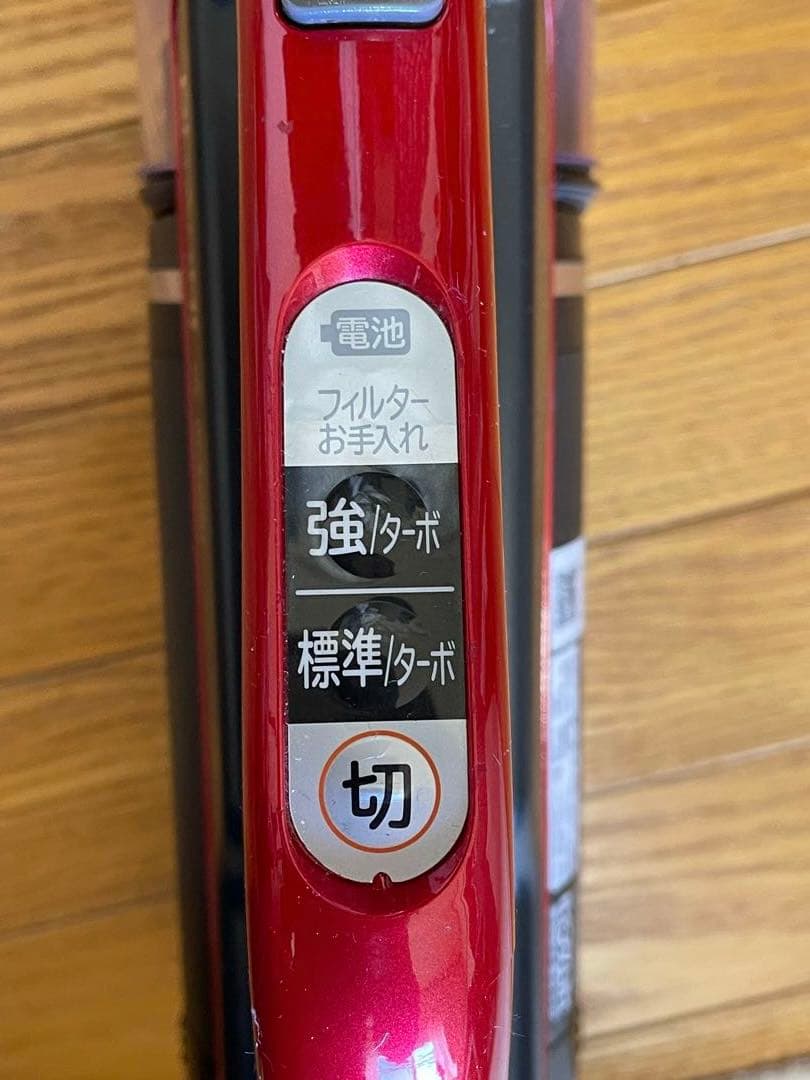 電池
フィルター
お手入れ
強/ターボ
標準/ターボ
切